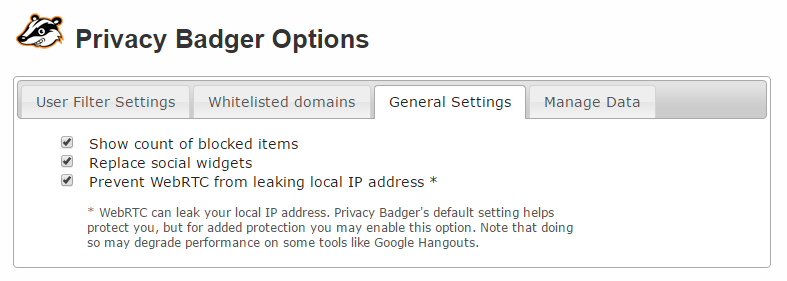 Privacy Badger Options
User Filter Settings
Whitelisted domains
General Settings
Manage Data
Show count of blocked items
Replace social widgets
Prevent WebRTC from leaking local IP address *
* WebRTC can leak your local IP address. Privacy Badger's default setting helps
protect you, but for added protection you may enable this option. Note that doing
so may degrade performance on some tools like Google Hangouts.